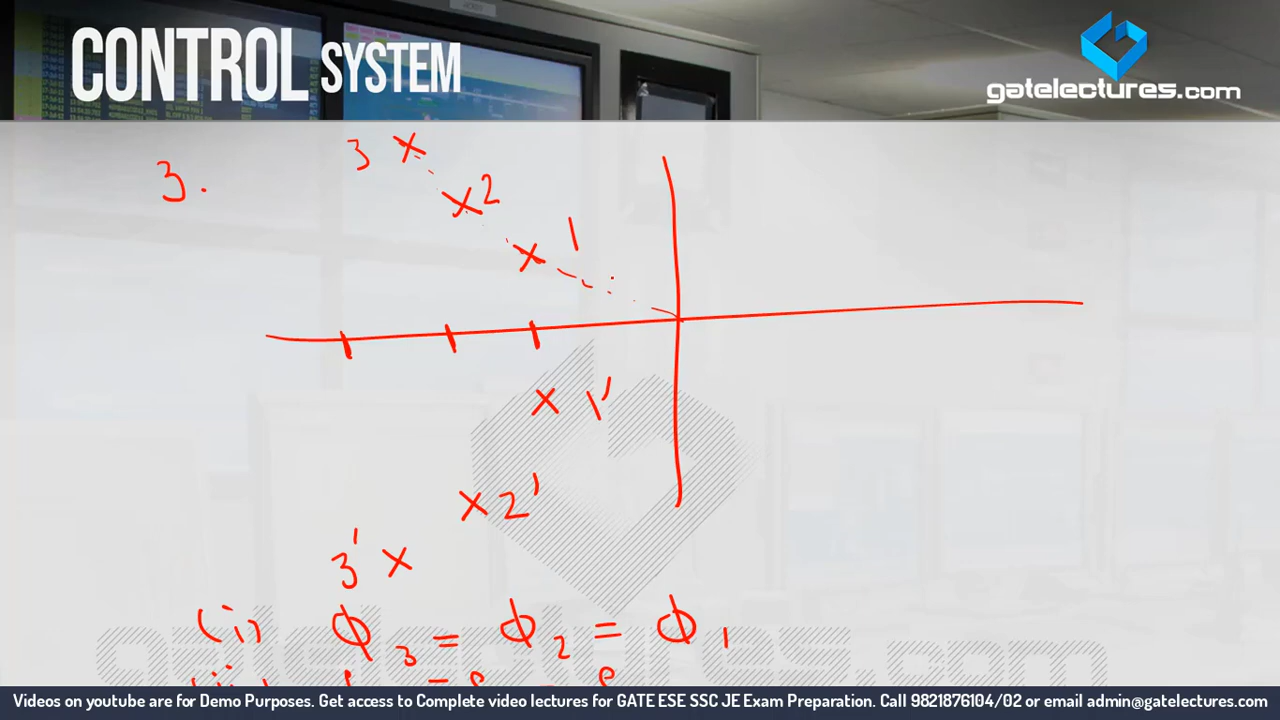 CONTROL SYSTEM
gatelectures.com
3.
3 x
x 2
x 1
x 1'
x 2'
3' x
(i) ϕ3 = ϕ2 = ϕ1
gatelectures.com
Videos on youtube are for Demo Purposes. Get access to Complete video lectures for GATE ESE SSC JE Exam Preparation. Call 9821876104/02 or email admin@gatelectures.com